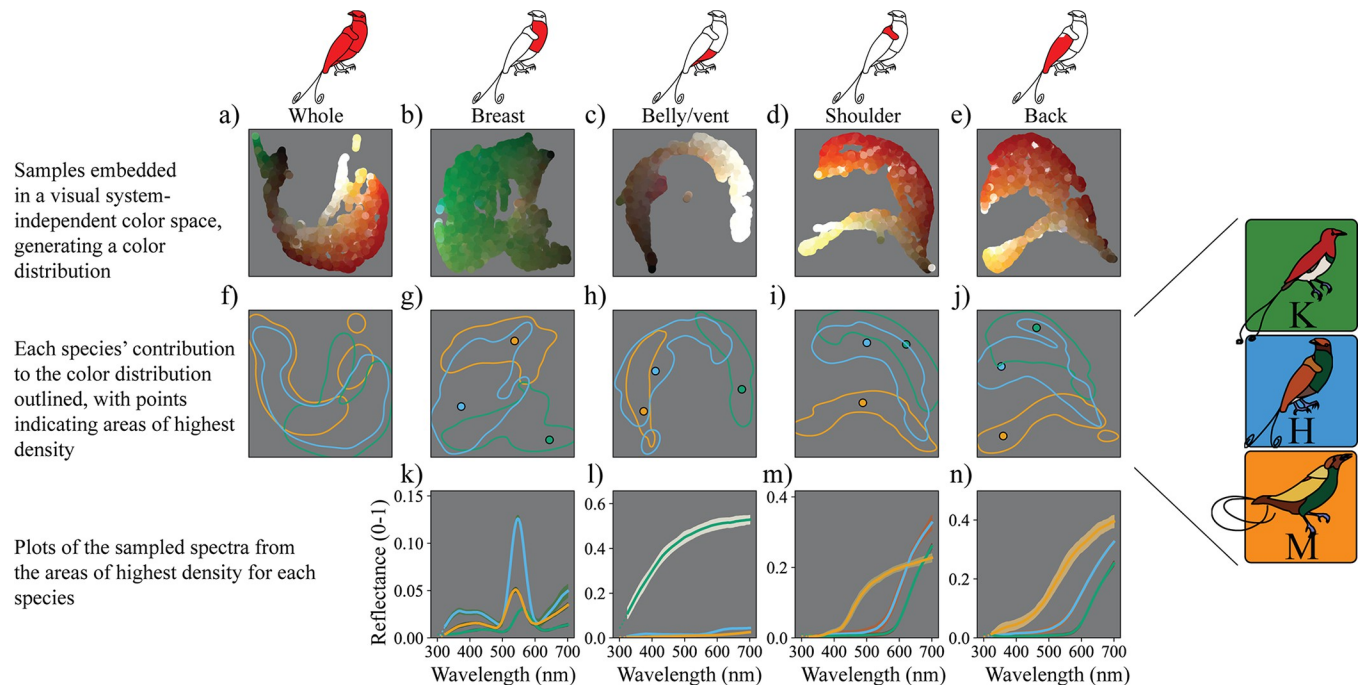 a) Whole
b) Breast
c) Belly/vent
d) Shoulder
e) Back
Samples embedded
in a visual system-
independent color space,
generating a color
distribution
f)
g)
h)
i)
j)
Each species’ contribution
to the color distribution
outlined, with points
indicating areas of highest
density
K
H
M
k)
l)
m)
n)
Plots of the sampled spectra from
the areas of highest density for each
species
Reflectance (0-1)
0.15
0.10
0.05
0.00
300 400 500 600 700
Wavelength (nm)
0.6
0.4
0.2
0.0
300 400 500 600 700
Wavelength (nm)
0.4
0.2
0.0
300 400 500 600 700
Wavelength (nm)
0.4
0.2
0.0
300 400 500 600 700
Wavelength (nm)